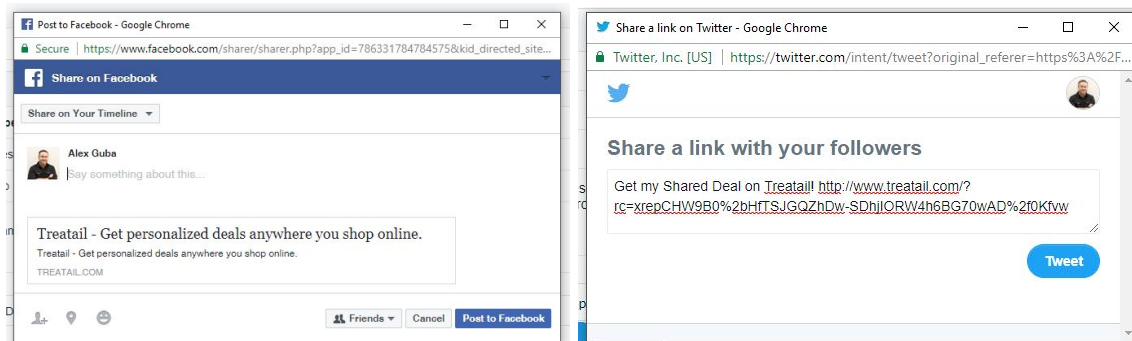 Post to Facebook - Google Chrome
Secure | https://www.facebook.com/sharer/sharer.php?app_id=786331784784575&kid_directed_site...
Share on Facebook
Share on Your Timeline
Alex Guba
Say something about this...
Treatail - Get personalized deals anywhere you shop online.
Treatail - Get personalized deals anywhere you shop online.
TREATAIL.COM
Friends
Cancel
Post to Facebook
Share a link on Twitter - Google Chrome
Twitter, Inc. [US] | https://twitter.com/intent/tweet?original_referer=https%3A%2F...
Share a link with your followers
Get my Shared Deal on Treatail! http://www.treatail.com/?
rc=xrepCHW9B0%2bHfTSJGQZhDw-SDhjIORW4h6BG70wAD%2f0Kfvw
Tweet